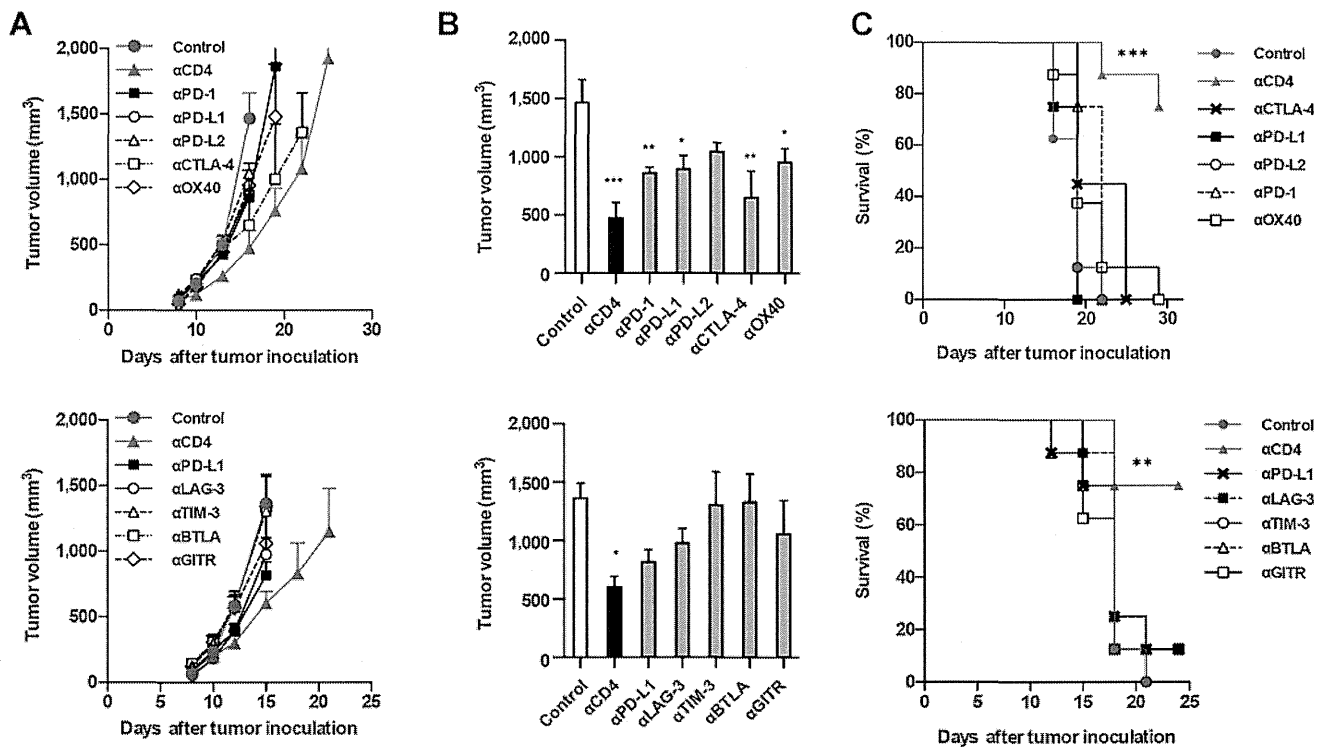 A
2,000
1,500
1,000
500
0
0 10 20 30
Tumor volume (mm³)
Days after tumor inoculation
Control
αCD4
αPD-1
αPD-L1
αPD-L2
αCTLA-4
αOX40
B
2,000
1,500
1,000
500
0
Tumor volume (mm³)
***
**
*
**
*
Control
αCD4
αPD-1
αPD-L1
αPD-L2
αCTLA-4
αOX40
C
100
80
60
40
20
0
0 10 20 30
Survival (%)
Days after tumor inoculation
***
Control
αCD4
αCTLA-4
αPD-L1
αPD-L2
αPD-1
αOX40
2,000
1,500
1,000
500
0
0 5 10 15 20 25
Tumor volume (mm³)
Days after tumor inoculation
Control
αCD4
αPD-L1
αLAG-3
αTIM-3
αBTLA
αGITR
2,000
1,500
1,000
500
0
Tumor volume (mm³)
*
Control
αCD4
αPD-L1
αLAG-3
αTIM-3
αBTLA
αGITR
100
80
60
40
20
0
0 5 10 15 20 25
Survival (%)
Days after tumor inoculation
**
Control
αCD4
αPD-L1
αLAG-3
αTIM-3
αBTLA
αGITR